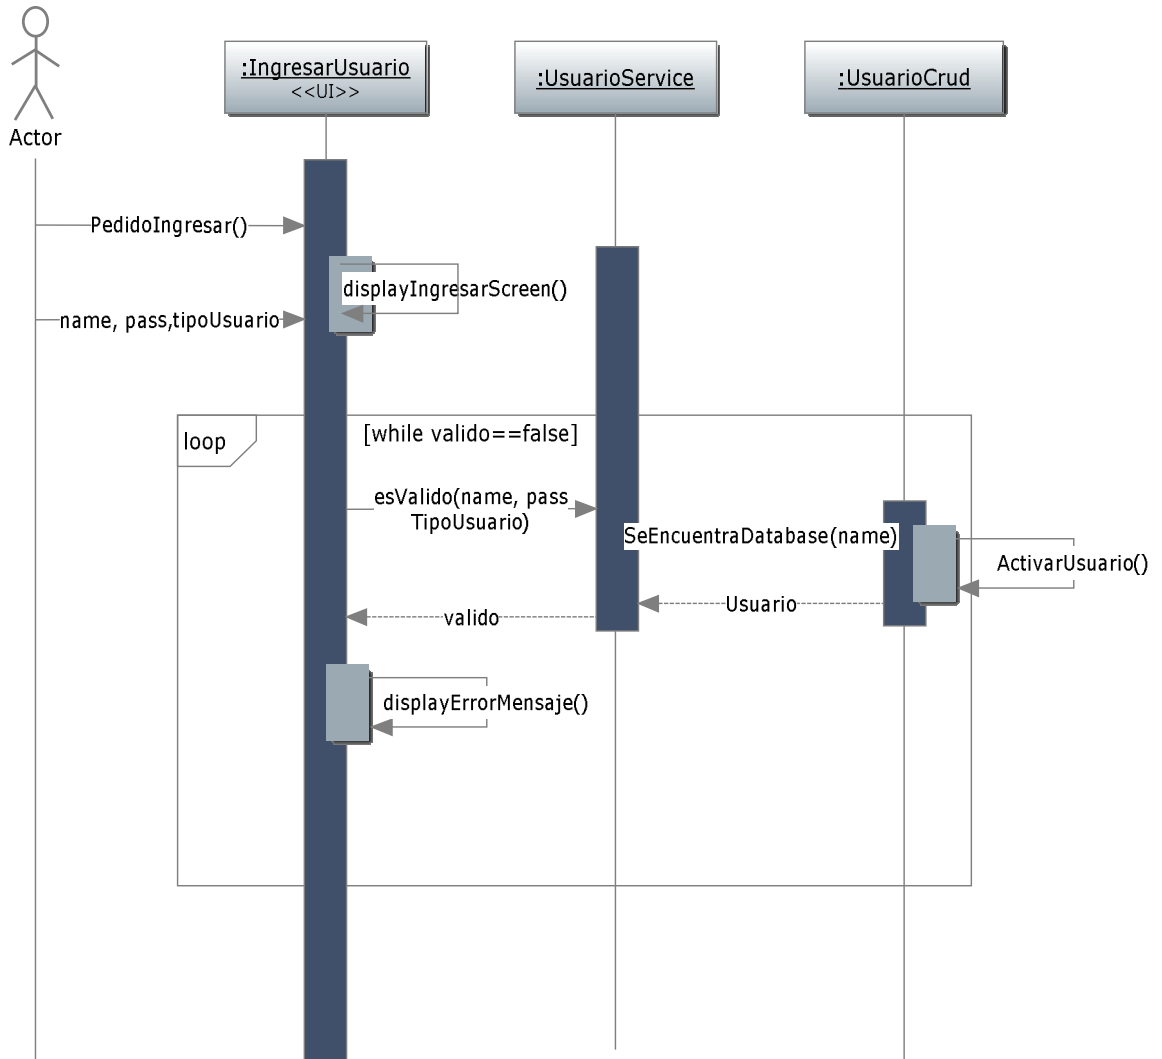 :IngresarUsuario
<<UI>>
:UsuarioService
:UsuarioCrud
Actor
PedidoIngresar()
displayIngresarScreen()
name, pass,tipoUsuario
loop
[while valido==false]
esValido(name, pass
TipoUsuario)
SeEncuentraDatabase(name)
ActivarUsuario()
Usuario
valido
displayErrorMensaje()